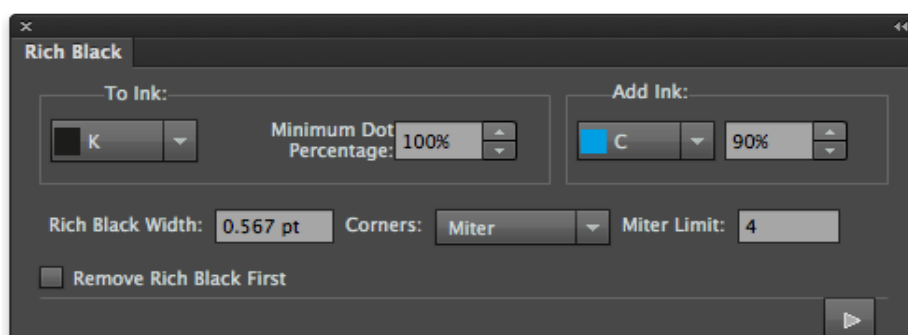 Rich Black
To Ink:
Add Ink:
K
Minimum Dot
Percentage:
100%
C
90%
Rich Black Width:
0.567 pt
Corners:
Miter
Miter Limit:
4
Remove Rich Black First